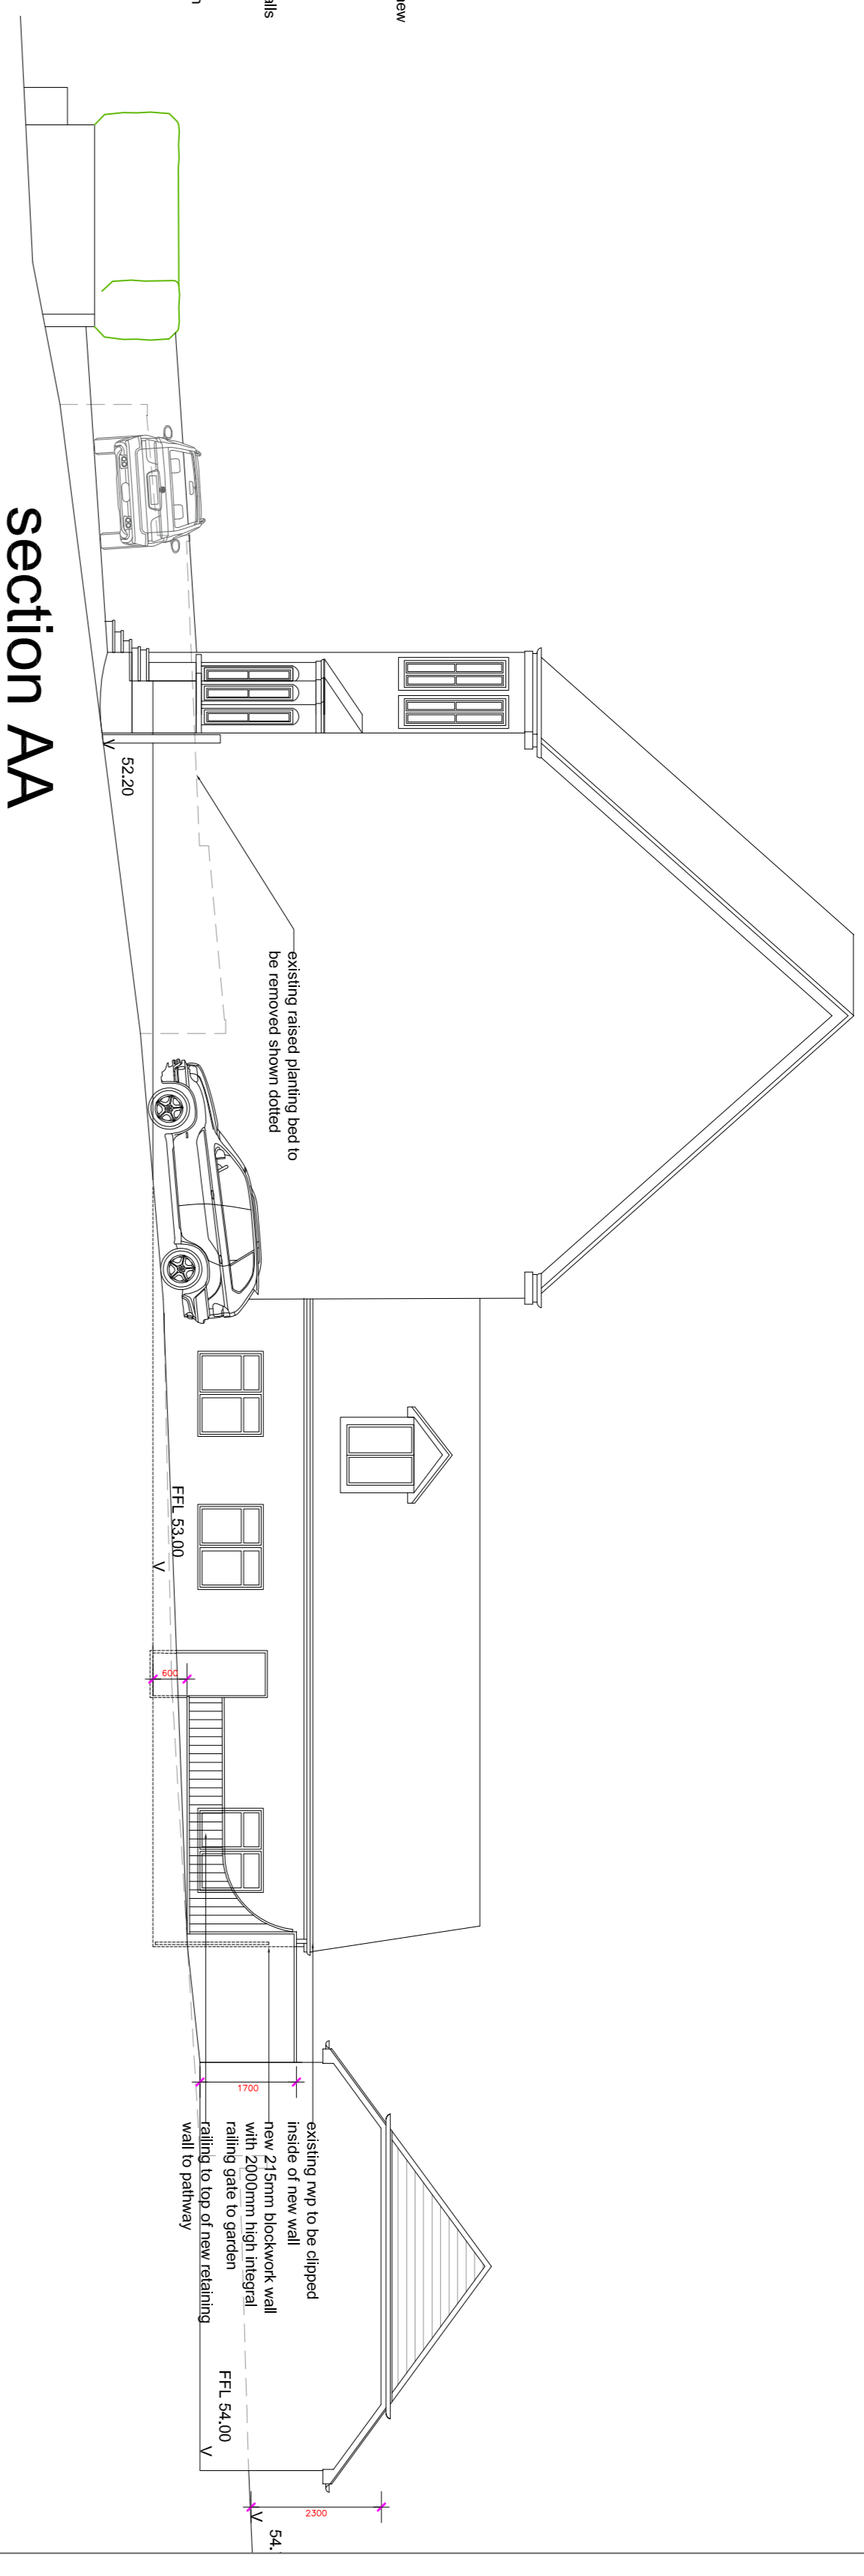 section AA
52.20
existing raised planting bed to
be removed shown dotted
FFL 53.00
600
1700
existing rwp to be clipped
inside of new wall
new 215mm blockwork wall
with 2000mm high integral
railing gate to garden
railing to top of new retaining
wall to pathway
FFL 54.00
2300
54.